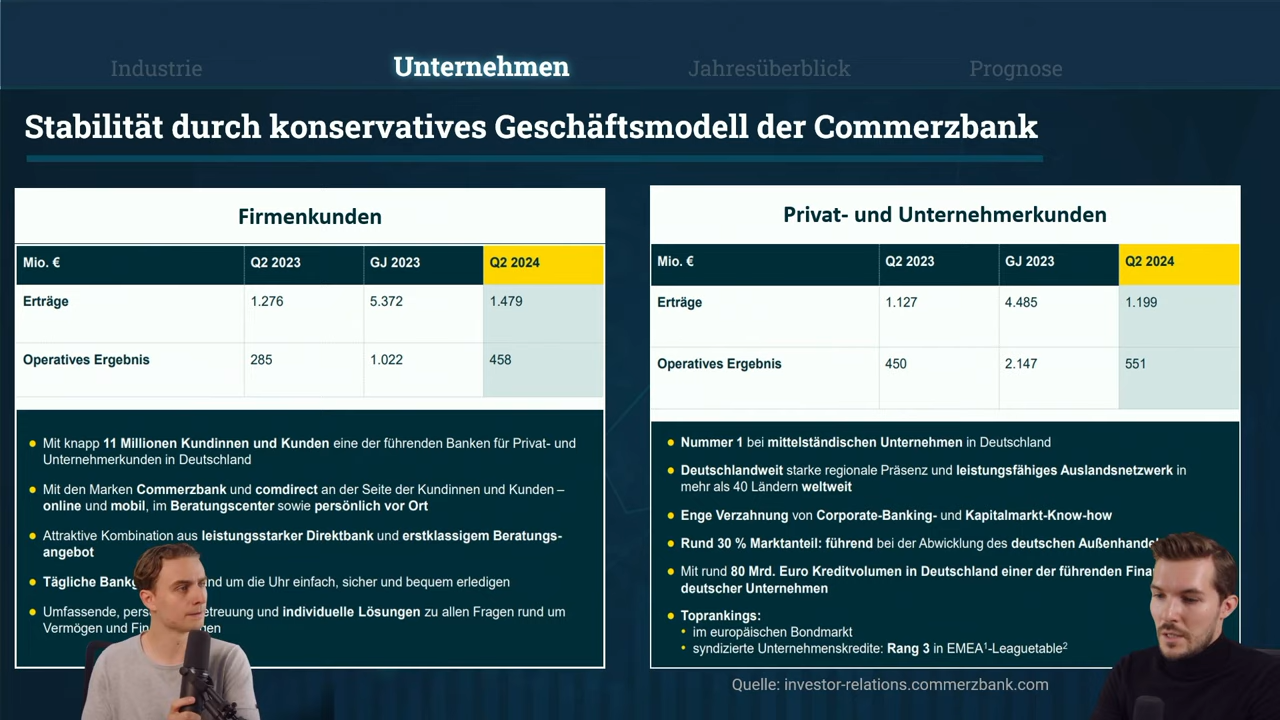 Industrie
Unternehmen
Jahresüberblick
Prognose
Stabilität durch konservatives Geschäftsmodell der Commerzbank
Firmenkunden
Mio. € Q2 2023 GJ 2023 Q2 2024
Erträge 1.276 5.372 1.479
Operatives Ergebnis 285 1.022 458
Mit knapp 11 Millionen Kundinnen und Kunden eine der führenden Banken für Privat- und
Unternehmerkunden in Deutschland
Mit den Marken Commerzbank und comdirect an der Seite der Kundinnen und Kunden –
online und mobil, im Beratungscenter sowie persönlich vor Ort
Attraktive Kombination aus leistungsstarker Direktbank und erstklassigem Beratungs-
angebot
Tägliche und um die Uhr einfach, sicher und bequem erledigen
Umfassende, und individuelle Lösungen zu allen Fragen rund um
Vermögen und
Privat- und Unternehmerkunden
Mio. € Q2 2023 GJ 2023 Q2 2024
Erträge 1.127 4.485 1.199
Operatives Ergebnis 450 2.147 551
Nummer 1 bei mittelständischen Unternehmen in Deutschland
Deutschlandweit starke regionale Präsenz und leistungsfähiges Auslandsnetzwerk in
mehr als 40 Ländern weltweit
Enge Verzahnung von Corporate-Banking- und Kapitalmarkt-Know-how
Rund 30 % Marktanteil: führend bei der Abwicklung des deutschen
Mit rund 80 Mrd. Euro Kreditvolumen in Deutschland einer der führenden
deutscher Unternehmen
Toprankings:
im europäischen Bondmarkt
syndizierte Unternehmenskredite: Rang 3 in EMEA¹-Leaguetable²
Quelle: investor-relations.commerzbank.com